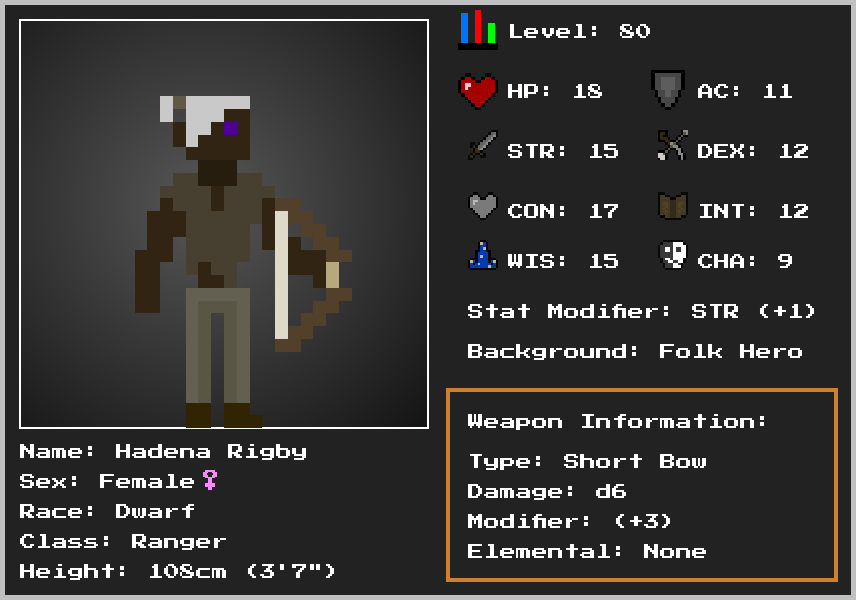 Level: 80
HP: 18
AC: 11
STR: 15
DEX: 12
CON: 17
INT: 12
WIS: 15
CHA: 9
Stat Modifier: STR (+1)
Background: Folk Hero
Weapon Information:
Type: Short Bow
Damage: d6
Modifier: (+3)
Elemental: None
Name: Hadena Rigby
Sex: Female♀
Race: Dwarf
Class: Ranger
Height: 108cm (3'7")